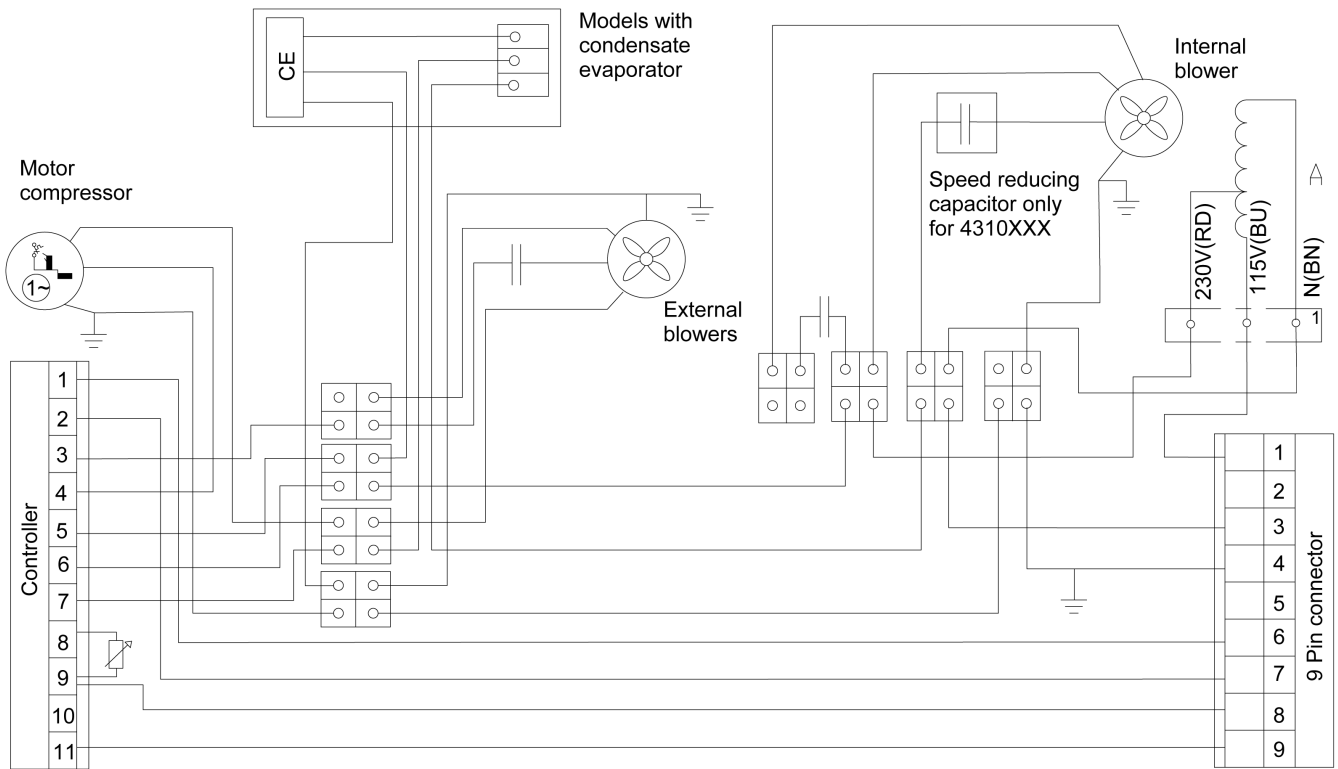 Models with
condensate
evaporator
CE
Internal
blower
Motor
compressor
1~
Speed reducing
capacitor only
for 4310XXX
External
blowers
230V(RD)
115V(BU)
N(BN)
1
Controller
1
2
3
4
5
6
7
8
9
10
11
1
2
3
4
5
6
7
8
9
9 Pin connector